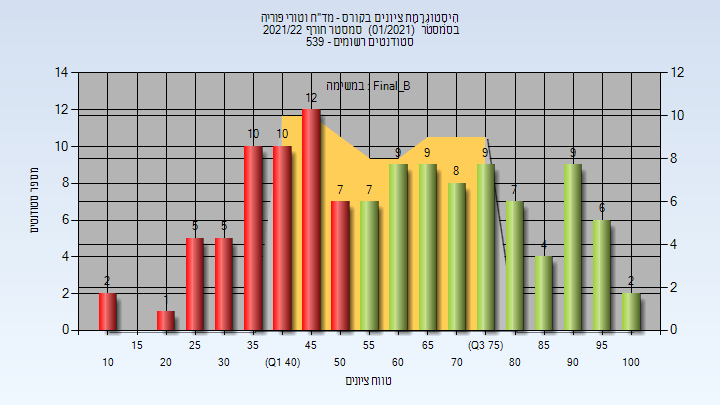 היסטוגרמת ציונים בקורס - מד"ח וטורי פוריה
בסמסטר (01/2021) סמסטר חורף 2021/22
סטודנטים רשומים - 539
במשימה : Final_B
מספר סטודנטים
14 12 10 8 6 4 2 0
12 10 8 6 4 2 0
2 1 5 5 10 10 12 7 7 9 9 8 9 7 4 9 6 2
15 25 35 45 55 65 (Q3 75) 85 95
10 20 30 (Q1 40) 50 60 70 80 90 100
טווח ציונים